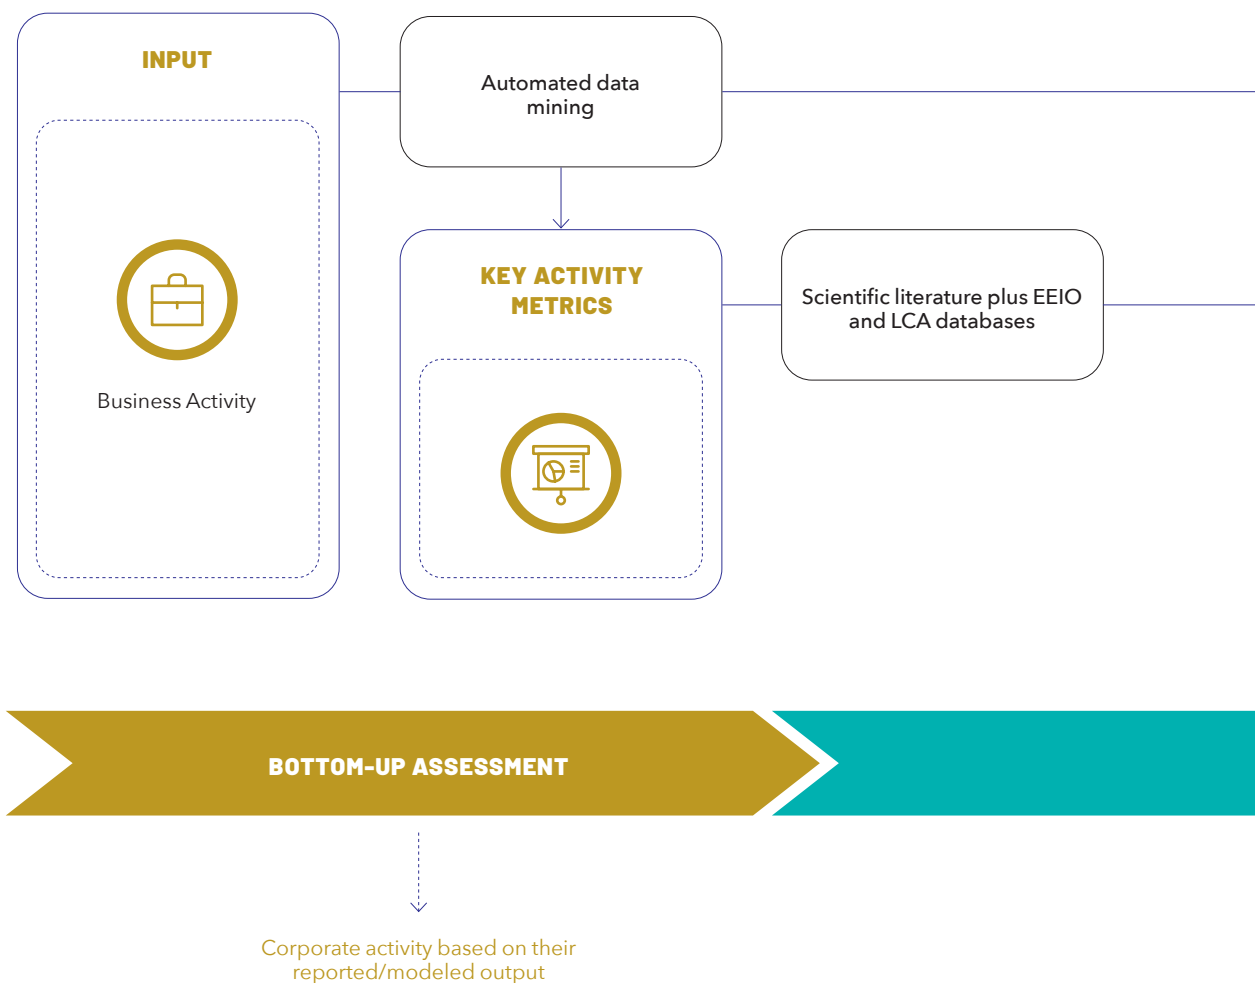 INPUT
Business Activity
Automated data
mining
KEY ACTIVITY
METRICS
Scientific literature plus EEIO
and LCA databases
BOTTOM-UP ASSESSMENT
Corporate activity based on their
reported/modeled output